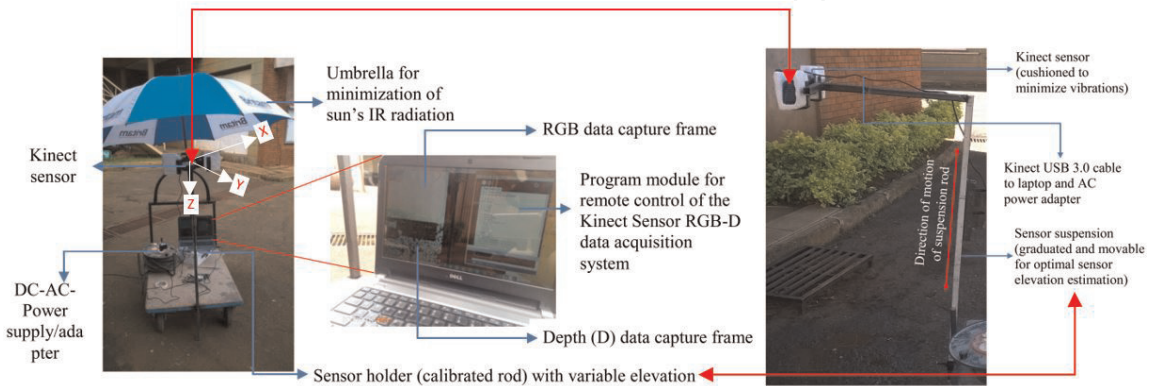 Umbrella for
minimization of
sun's IR radiation
Britam
Britam
X
Y
Z
Kinect
sensor
DC-AC-
Power
supply/ada
pter
RGB data capture frame
Program module for
remote control of the
Kinect Sensor RGB-D
data acquisition
system
DELL
Depth (D) data capture frame
Sensor holder (calibrated rod) with variable elevation
Kinect sensor
(cushioned to
minimize vibrations)
Kinect USB 3.0 cable
to laptop and AC
power adapter
Direction of motion
of suspension rod
Sensor suspension
(graduated and movable
for optimal sensor
elevation estimation)